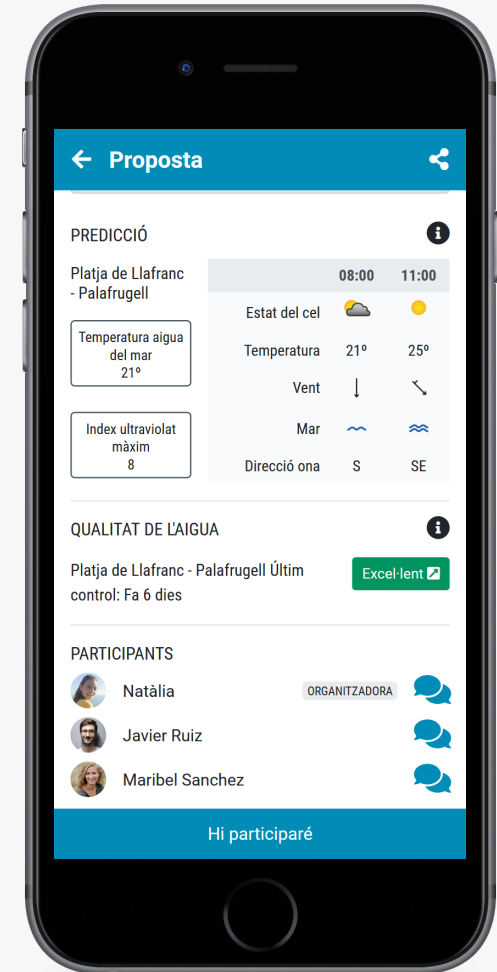 Proposta
PREDICCIÓ
Platja de Llafranc
- Palafrugell
Temperatura aigua
del mar
21º
Index ultraviolat
màxim
8
08:00 11:00
Estat del cel
Temperatura 21º 25º
Vent
Mar
Direcció ona S SE
QUALITAT DE L'AIGUA
Platja de Llafranc - Palafrugell Últim
control: Fa 6 dies
Excel·lent
PARTICIPANTS
Natàlia ORGANITZADORA
Javier Ruiz
Maribel Sanchez
Hi participaré